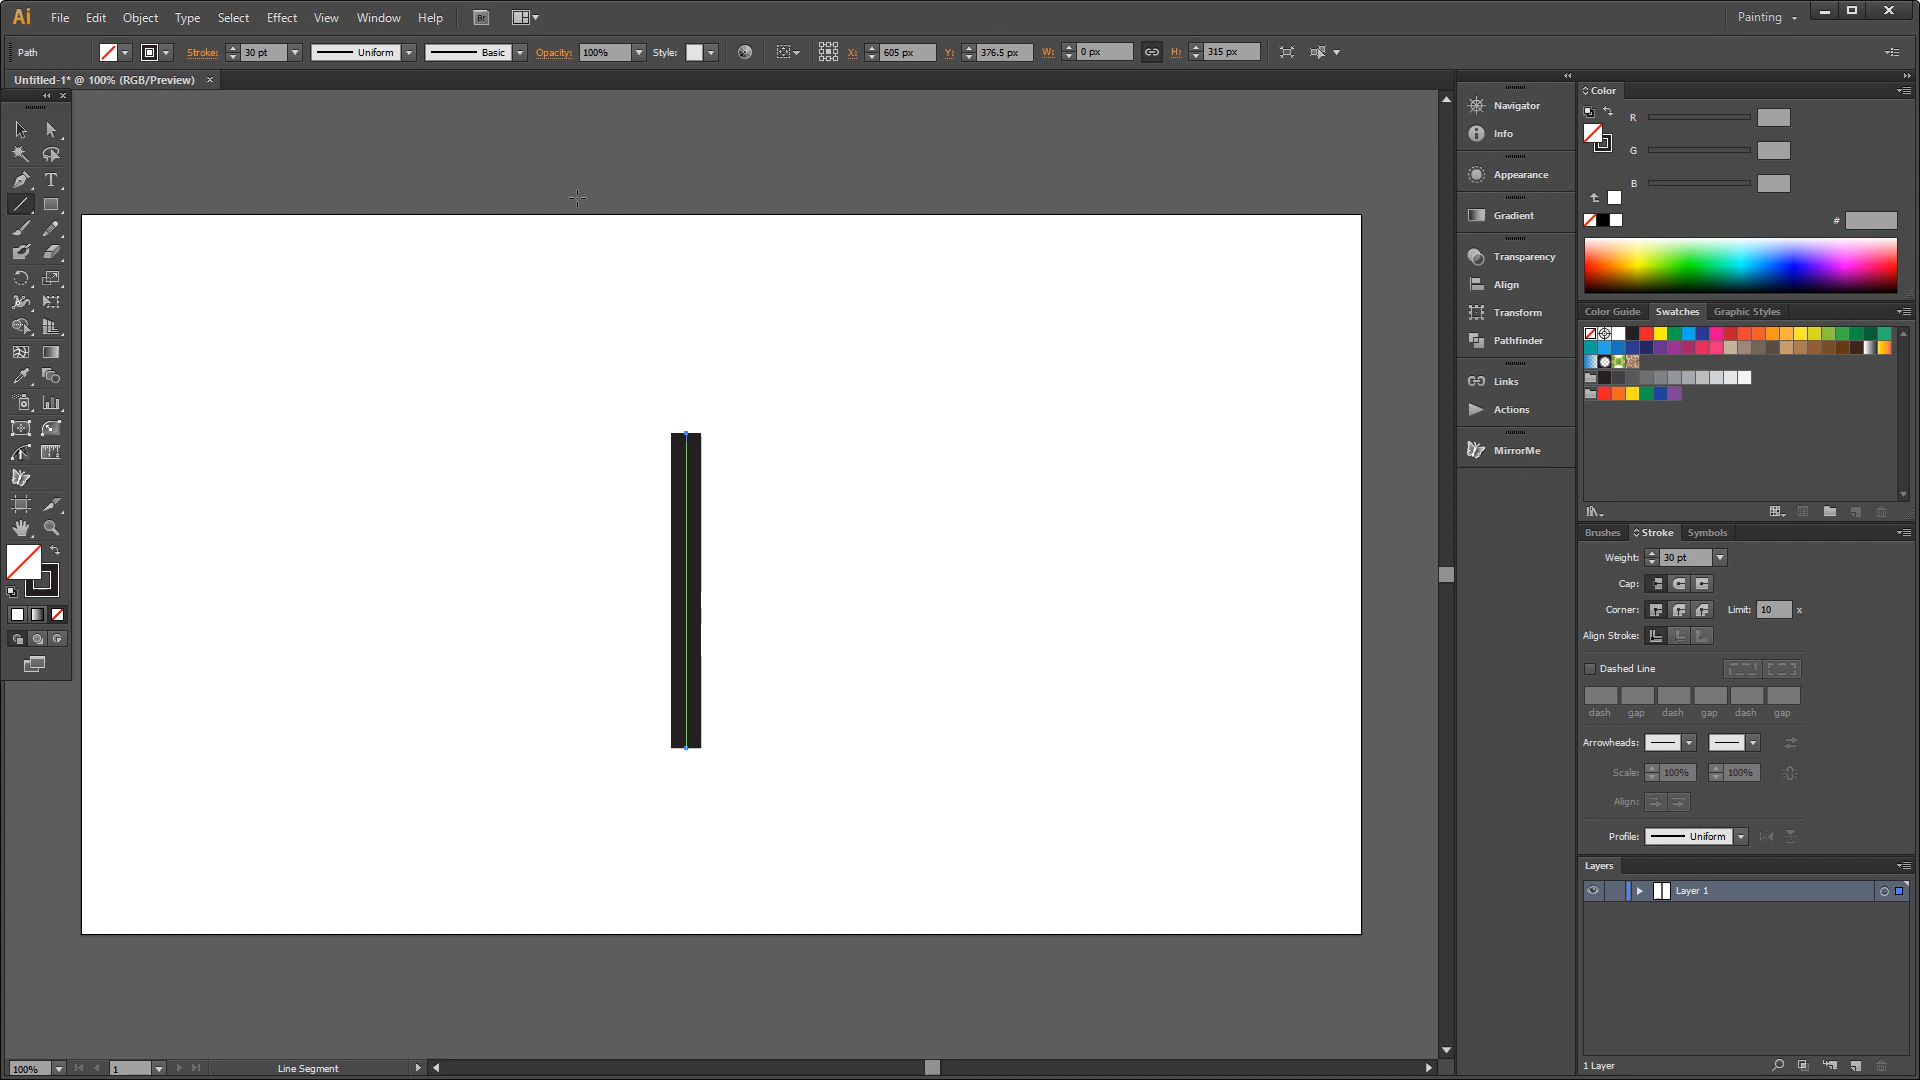 Ai File Edit Object Type Select Effect View Window Help Br Painting
Path Stroke: 30 pt Uniform Basic Opacity: 100% Style: X: 605 px Y: 376.5 px W: 0 px H: 315 px
Untitled-1* @ 100% (RGB/Preview)
Navigator
Info
Appearance
Gradient
Transparency
Align
Transform
Pathfinder
Links
Actions
MirrorMe
Color
R
G
B
#
Color Guide Swatches Graphic Styles
Brushes Stroke Symbols
Weight: 30 pt
Cap:
Corner: Limit: 10 x
Align Stroke:
Dashed Line
dash gap dash gap dash gap
Arrowheads:
Scale: 100% 100%
Align:
Profile: Uniform
Layers
Layer 1
1 Layer
100% 1 Line Segment